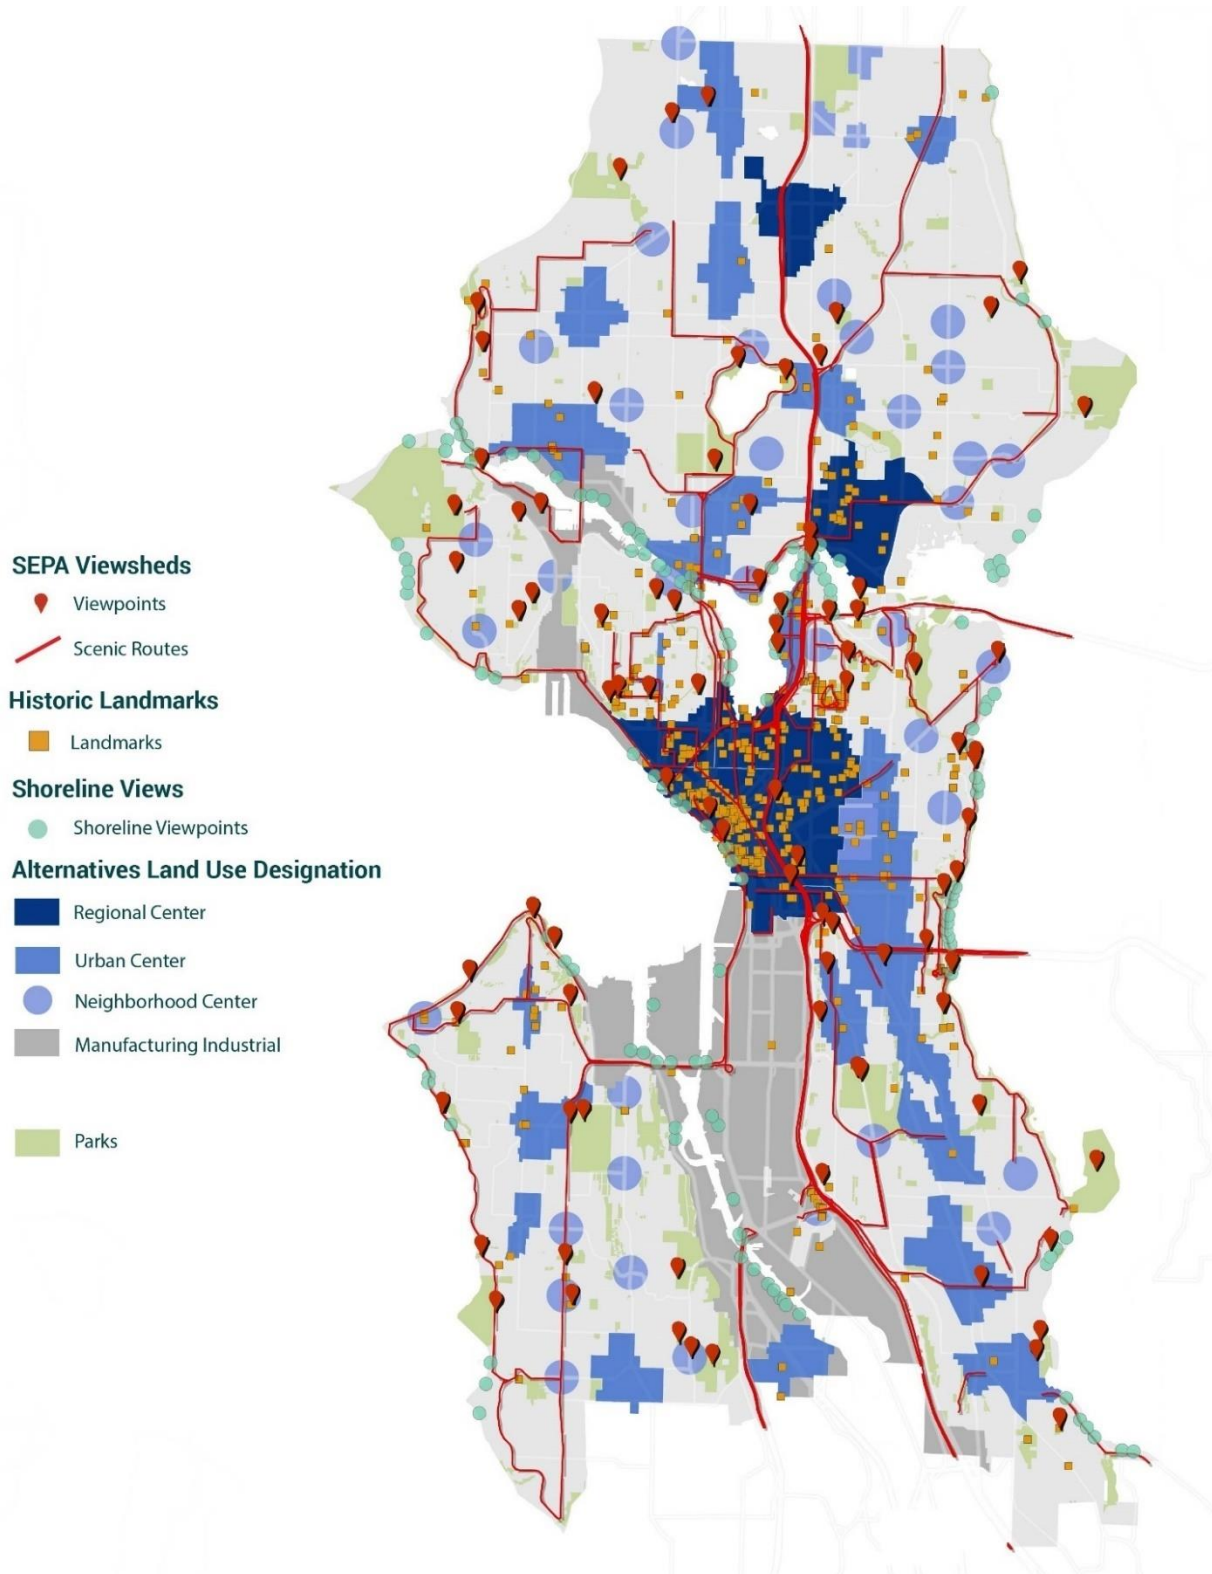 SEPA Viewsheds
Viewpoints
Scenic Routes
Historic Landmarks
Landmarks
Shoreline Views
Shoreline Viewpoints
Alternatives Land Use Designation
Regional Center
Urban Center
Neighborhood Center
Manufacturing Industrial
Parks